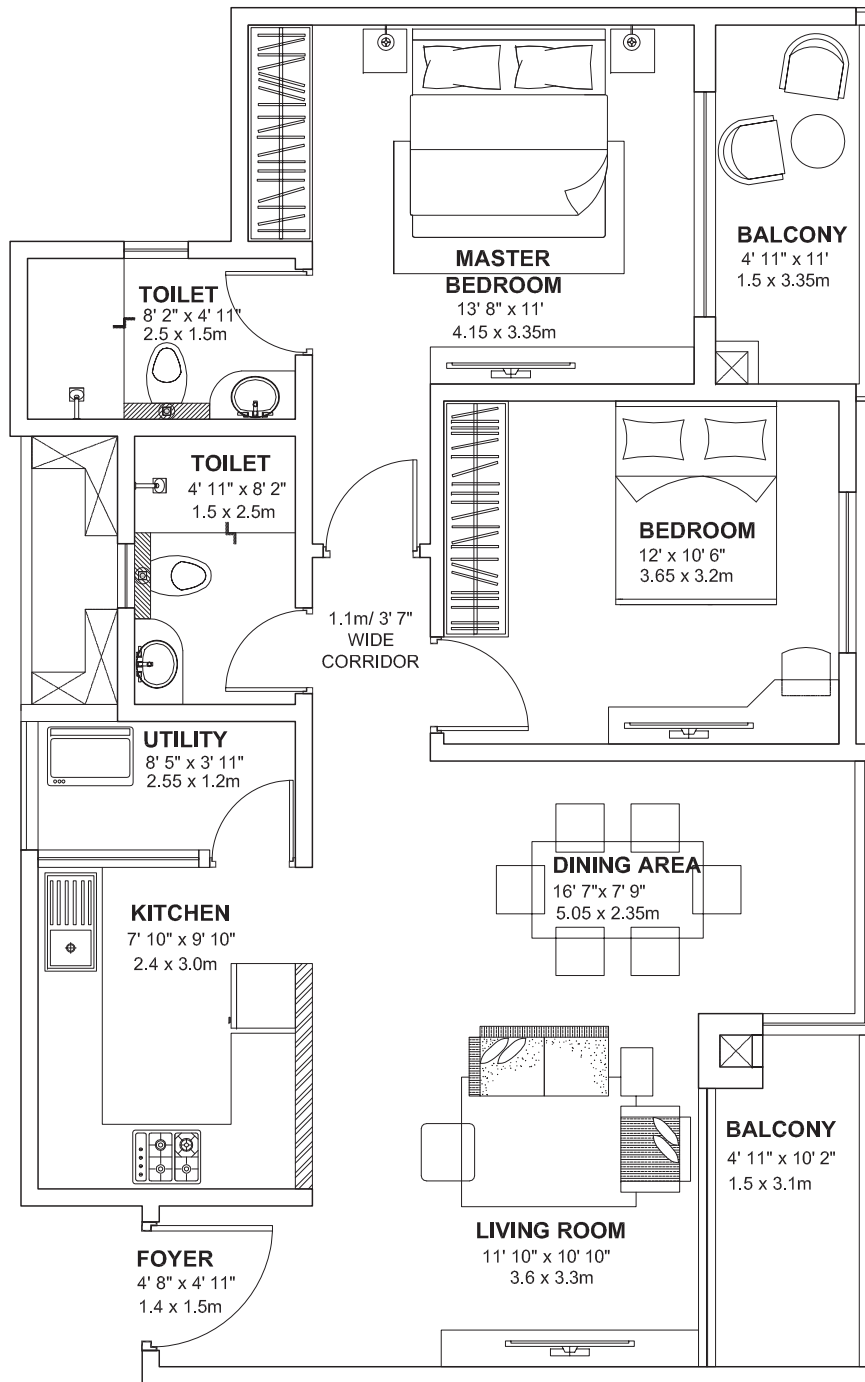 BALCONY
4' 11" x 11'
1.5 x 3.35m
MASTER
BEDROOM
13' 8" x 11'
4.15 x 3.35m
TOILET
8' 2" x 4' 11"
2.5 x 1.5m
TOILET
4' 11" x 8' 2"
1.5 x 2.5m
BEDROOM
12' x 10' 6"
3.65 x 3.2m
1.1m/ 3' 7"
WIDE
CORRIDOR
UTILITY
8' 5" x 3' 11"
2.55 x 1.2m
DINING AREA
16' 7"x 7' 9"
5.05 x 2.35m
KITCHEN
7' 10" x 9' 10"
2.4 x 3.0m
BALCONY
4' 11" x 10' 2"
1.5 x 3.1m
LIVING ROOM
11' 10" x 10' 10"
3.6 x 3.3m
FOYER
4' 8" x 4' 11"
1.4 x 1.5m